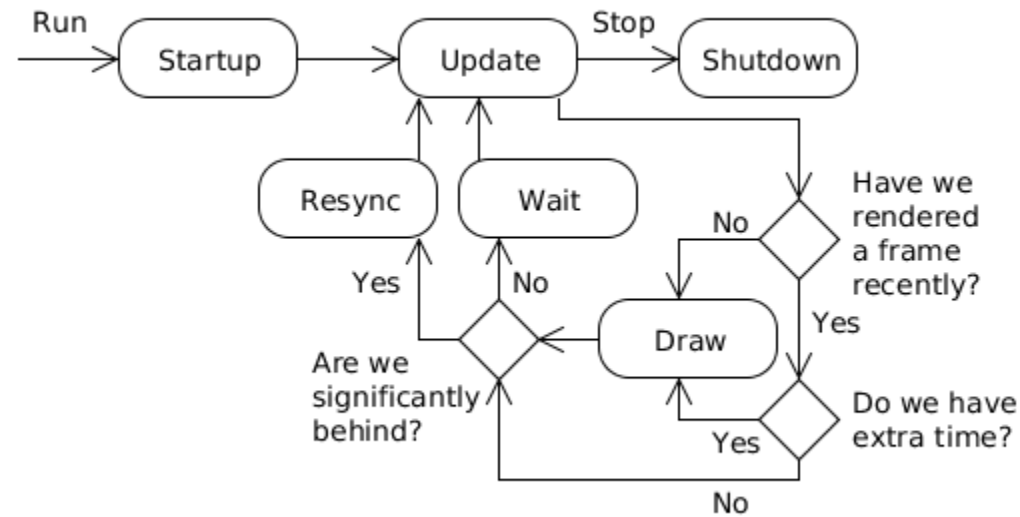 Run
Startup
Update
Stop
Shutdown
Resync
Wait
Have we
rendered
a frame
recently?
No
Yes
No
Yes
Draw
Are we
significantly
behind?
Do we have
extra time?
Yes
No